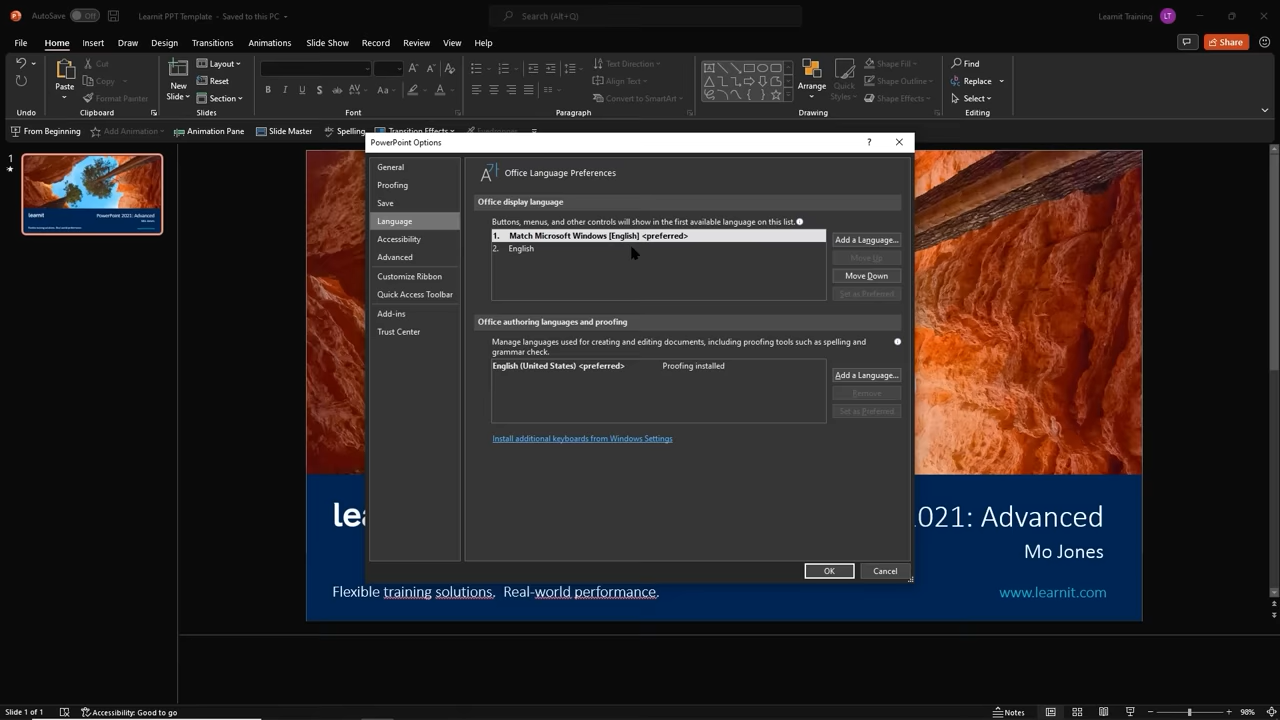 AutoSave Off Learnit PPT Template - Saved to this PC Search (Alt+Q) Learnit Training LT
File Home Insert Draw Design Transitions Animations Slide Show Record Review View Help Share
Paste Cut Copy Format Painter
New Slide Layout Reset Section
Text Direction Align Text Convert to SmartArt
Arrange Quick Styles Shape Fill Shape Outline Shape Effects
Find Replace Select
Undo Clipboard Slides Font Paragraph Drawing Editing
From Beginning Add Animation Animation Pane Slide Master Spelling Transition Effects
PowerPoint Options
General
Proofing
Save
Language
Accessibility
Advanced
Customize Ribbon
Quick Access Toolbar
Add-ins
Trust Center
Office Language Preferences
Office display language
Buttons, menus, and other controls will show in the first available language on this list.
1. Match Microsoft Windows [English] <preferred>
2. English
Add a Language...
Move Up
Move Down
Set as Preferred
Office authoring languages and proofing
Manage languages used for creating and editing documents, including proofing tools such as spelling and
grammar check.
English (United States) <preferred> Proofing installed
Add a Language...
Remove
Set as Preferred
Install additional keyboards from Windows Settings
OK Cancel
1
learnit PowerPoint 2021: Advanced
Mo Jones
lea 2021: Advanced
Mo Jones
Flexible training solutions. Real-world performance. www.learnit.com
Slide 1 of 1 Accessibility: Good to go Notes 98%